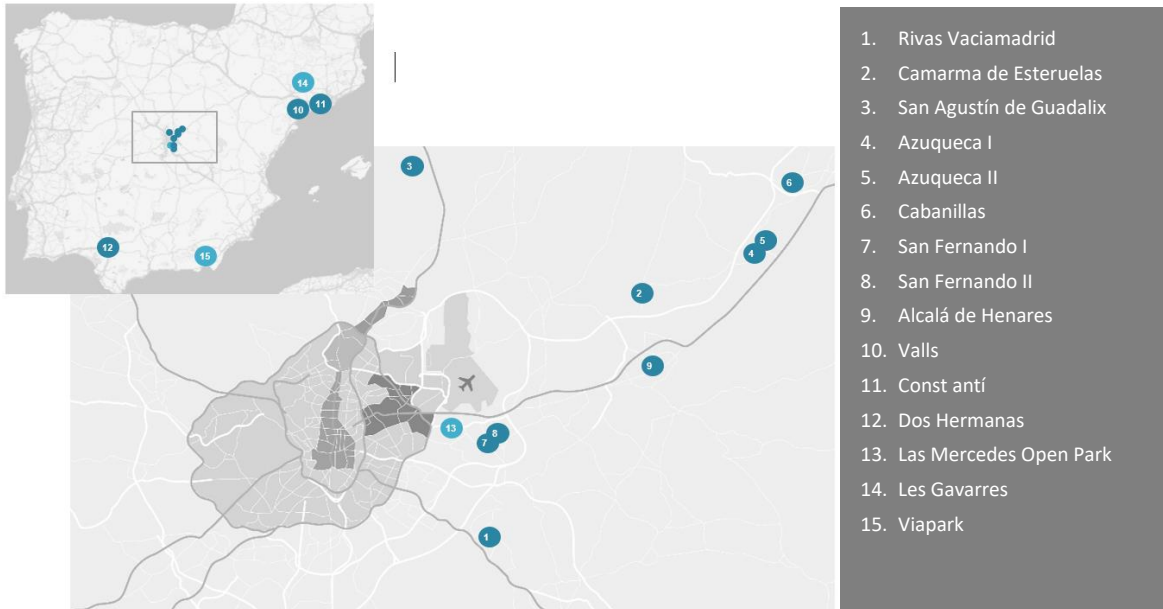 14
10
11
12
15
3
6
5
4
2
9
13
8
7
1
1. Rivas Vaciamadrid
2. Camarma de Esteruelas
3. San Agustín de Guadalix
4. Azuqueca I
5. Azuqueca II
6. Cabanillas
7. San Fernando I
8. San Fernando II
9. Alcalá de Henares
10. Valls
11. Const antí
12. Dos Hermanas
13. Las Mercedes Open Park
14. Les Gavarres
15. Viapark